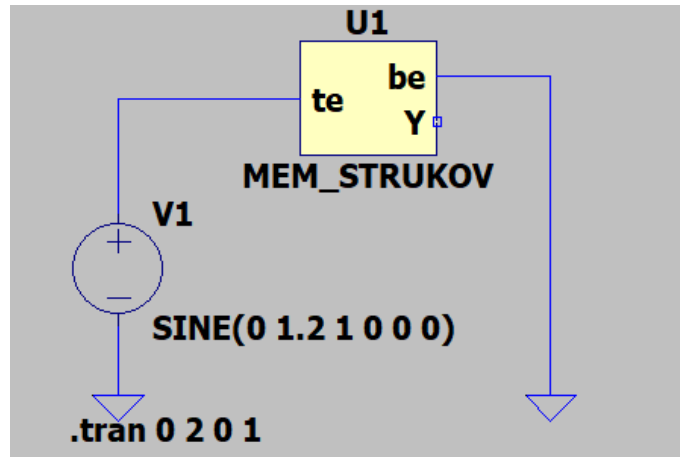 U1
te
be
Y
MEM_STRUKOV
V1
SINE(0 1.2 1 0 0 0)
.tran 0 2 0 1